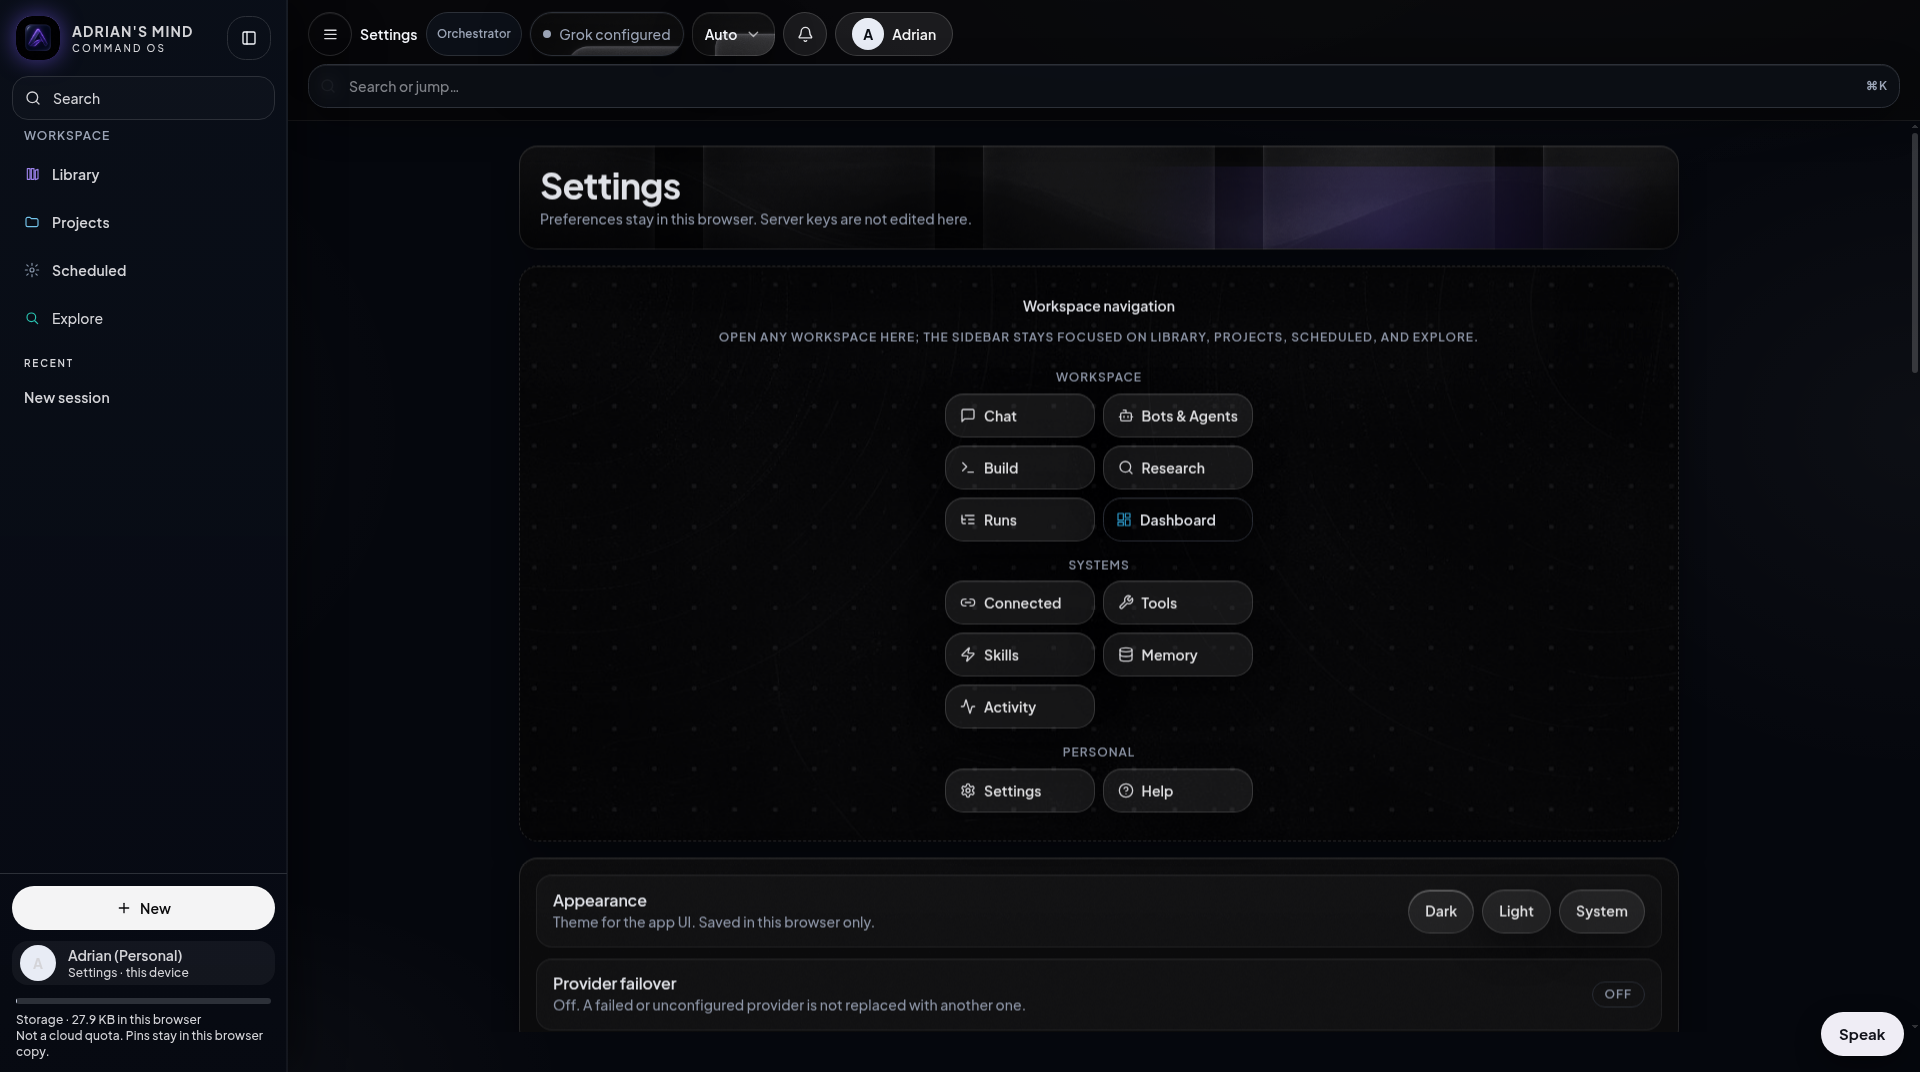 ADRIAN'S MIND
COMMAND OS
Search
WORKSPACE
Library
Projects
Scheduled
Explore
RECENT
New session
New
A
Adrian (Personal)
Settings · this device
Storage · 27.9 KB in this browser
Not a cloud quota. Pins stay in this browser
copy.
Settings
Orchestrator
Grok configured
Auto
A
Adrian
Search or jump…
⌘K
Settings
Preferences stay in this browser. Server keys are not edited here.
Workspace navigation
OPEN ANY WORKSPACE HERE; THE SIDEBAR STAYS FOCUSED ON LIBRARY, PROJECTS, SCHEDULED, AND EXPLORE.
WORKSPACE
Chat
Bots & Agents
Build
Research
Runs
Dashboard
SYSTEMS
Connected
Tools
Skills
Memory
Activity
PERSONAL
Settings
Help
Appearance
Theme for the app UI. Saved in this browser only.
Dark
Light
System
Provider failover
Off. A failed or unconfigured provider is not replaced with another one.
OFF
Speak